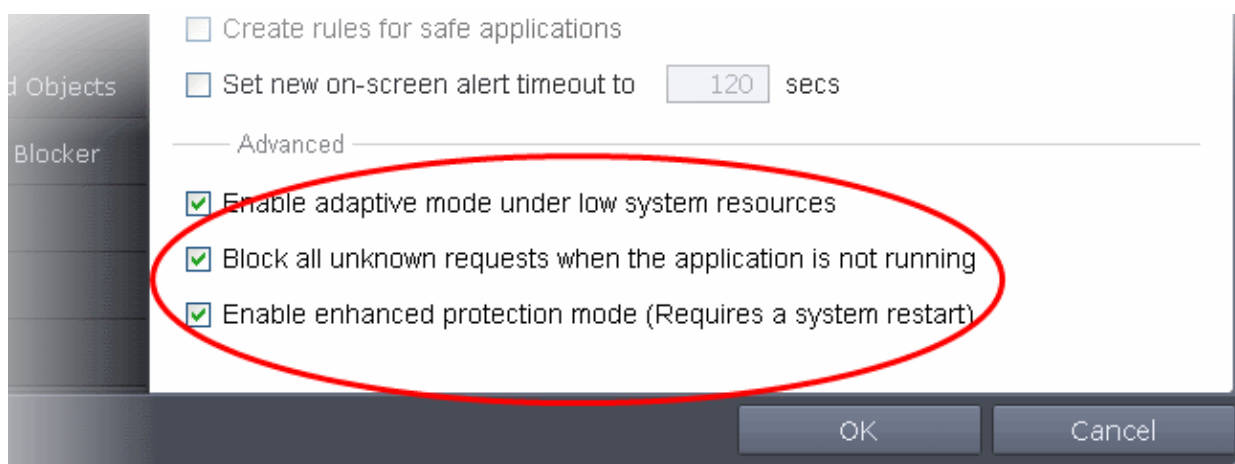 Create rules for safe applications
Set new on-screen alert timeout to 120 secs
Objects
Advanced
Blocker
Enable adaptive mode under low system resources
Block all unknown requests when the application is not running
Enable enhanced protection mode (Requires a system restart)
OK Cancel